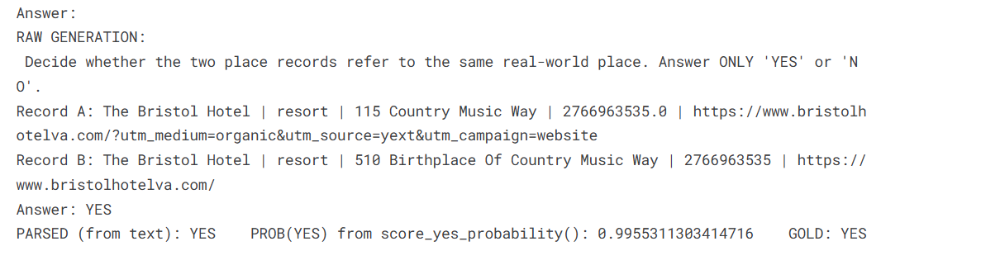 Answer:
RAW GENERATION:
 Decide whether the two place records refer to the same real-world place. Answer ONLY 'YES' or 'N
O'.
Record A: The Bristol Hotel | resort | 115 Country Music Way | 2766963535.0 | https://www.bristolh
otelva.com/?utm_medium=organic&utm_source=yext&utm_campaign=website
Record B: The Bristol Hotel | resort | 510 Birthplace Of Country Music Way | 2766963535 | https://
www.bristolhotelva.com/
Answer: YES
PARSED (from text): YES    PROB(YES) from score_yes_probability(): 0.9955311303414716    GOLD: YES